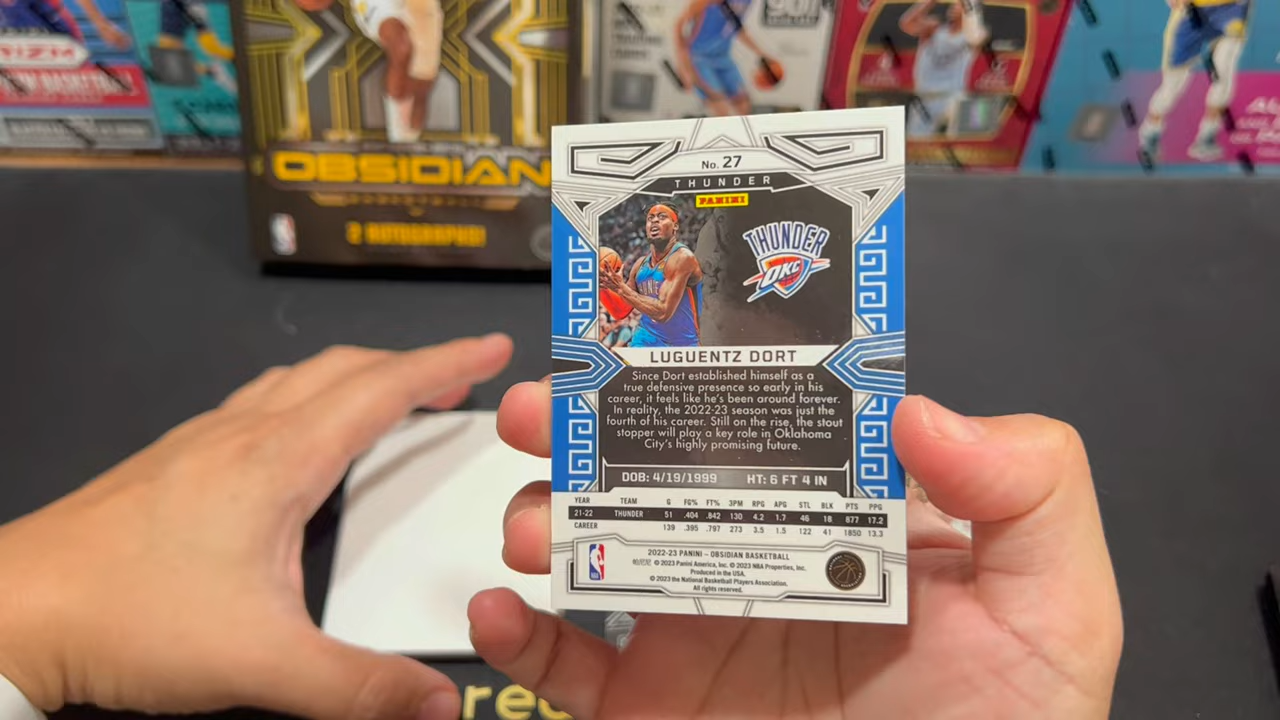 PRIZM
OBSIDIAN
2 AUTOGRAPHS!
No. 27
THUNDER
PANINI
THUNDER
OKC
LUGUENTZ DORT
Since Dort established himself as a
true defensive presence so early in his
career, it feels like he's been around forever.
In reality, the 2022-23 season was just the
fourth of his career. Still on the rise, the stout
stopper will play a key role in Oklahoma
City's highly promising future.
DOB: 4/19/1999 HT: 6 FT 4 IN
YEAR TEAM G FG% FT% 3PM RPG APG STL BLK PTS PPG
21-22 THUNDER 51 .404 .842 130 4.2 1.7 46 18 877 17.2
CAREER 139 .395 .797 273 3.5 1.5 122 41 1850 13.3
2022-23 PANINI – OBSIDIAN BASKETBALL
© 2023 Panini America, Inc. © 2023 NBA Properties, Inc.
Produced in the USA.
© 2023 the National Basketball Players Association.
All rights reserved.